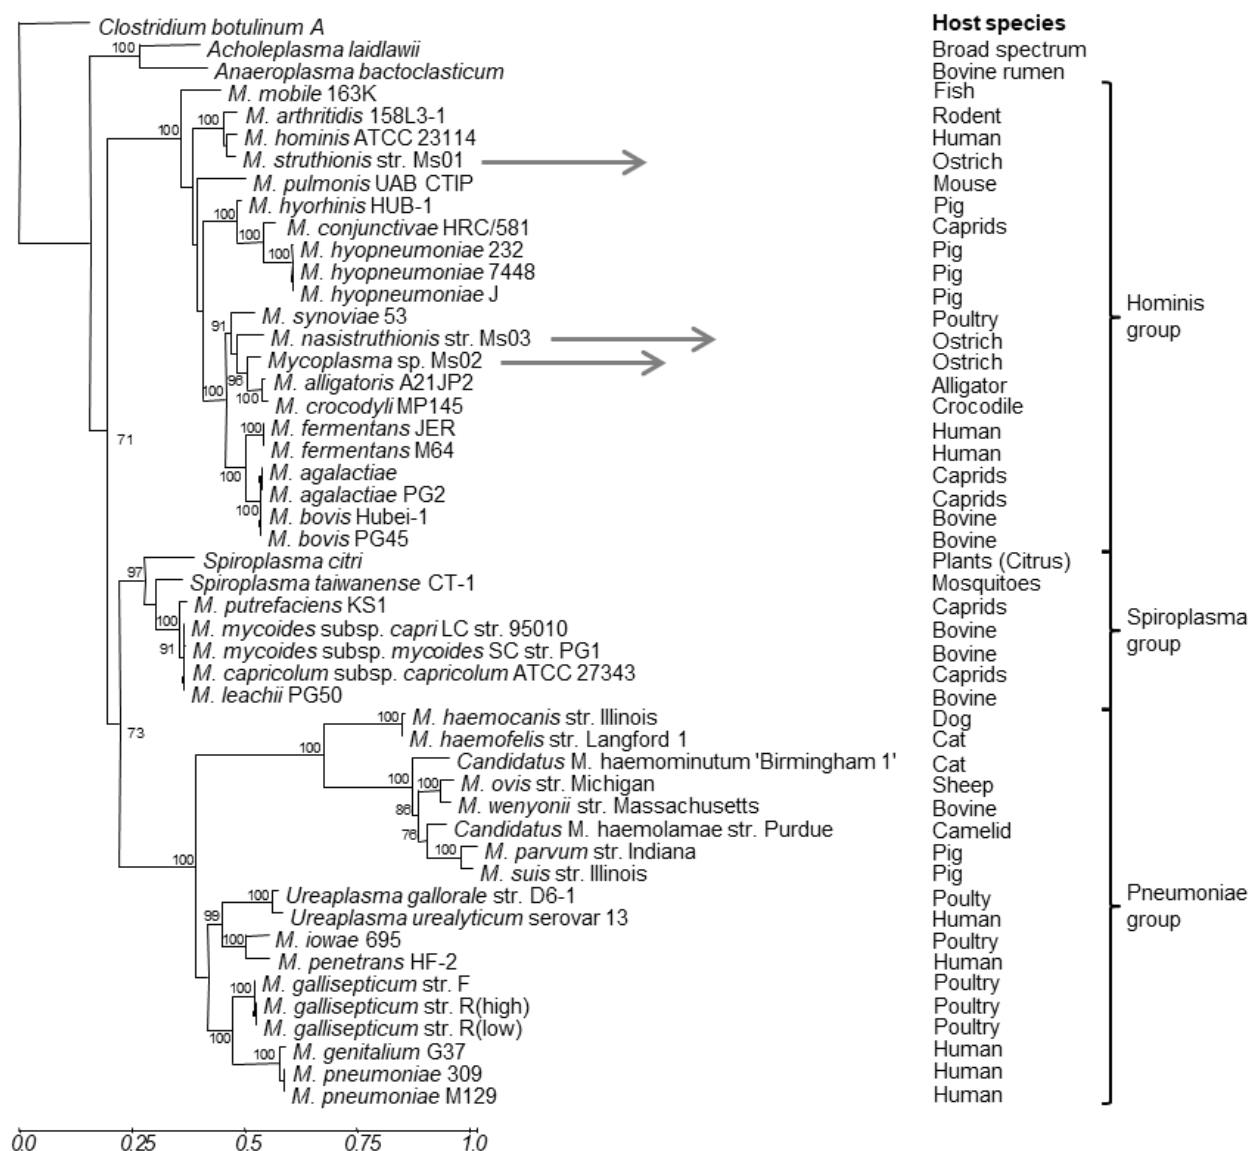 Clostridium botulinum A Host species
100 Acholeplasma laidlawii Broad spectrum
Anaeroplasma bactoclasticum Bovine rumen
M. mobile 163K Fish
100 M. arthritidis 158L3-1 Rodent
100 M. hominis ATCC 23114 Human
M. struthionis str. Ms01 Ostrich
M. pulmonis UAB CTIP Mouse
100 M. hyorhinis HUB-1 Pig
100 M. conjunctivae HRC/581 Caprids
100 M. hyopneumoniae 232 Pig
M. hyopneumoniae 7448 Pig
M. hyopneumoniae J Pig
Hominis
group
M. synoviae 53 Poultry
91 M. nasistruthionis str. Ms03 Ostrich
Mycoplasma sp. Ms02 Ostrich
96 M. alligatoris A21JP2 Alligator
100 100 M. crocodyli MP145 Crocodile
100 M. fermentans JER Human
71
M. fermentans M64 Human
100 M. agalactiae Caprids
M. agalactiae PG2 Caprids
100 M. bovis Hubei-1 Bovine
M. bovis PG45 Bovine
97 Spiroplasma citri Plants (Citrus)
Spiroplasma taiwanense CT-1 Mosquitoes
M. putrefaciens KS1 Caprids
100 M. mycoides subsp. capri LC str. 95010 Bovine
Spiroplasma
group
91 M. mycoides subsp. mycoides SC str. PG1 Bovine
M. capricolum subsp. capricolum ATCC 27343 Caprids
M. leachii PG50 Bovine
100 M. haemocanis str. Illinois Dog
73
100 M. haemofelis str. Langford 1 Cat
Candidatus M. haemominutum 'Birmingham 1' Cat
100 100 M. ovis str. Michigan Sheep
86 M. wenyonii str. Massachusetts Bovine
76 Candidatus M. haemolamae str. Purdue Camelid
100 M. parvum str. Indiana Pig
100 M. suis str. Illinois Pig
100 Ureaplasma gallorale str. D6-1 Poulty
Pneumoniae
group
99 Ureaplasma urealyticum serovar 13 Human
100 M. iowae 695 Poultry
M. penetrans HF-2 Human
100 M. gallisepticum str. F Poultry
M. gallisepticum str. R(high) Poultry
100 M. gallisepticum str. R(low) Poultry
100 M. genitalium G37 Human
M. pneumoniae 309 Human
M. pneumoniae M129 Human
0.0 0.25 0.5 0.75 1.0